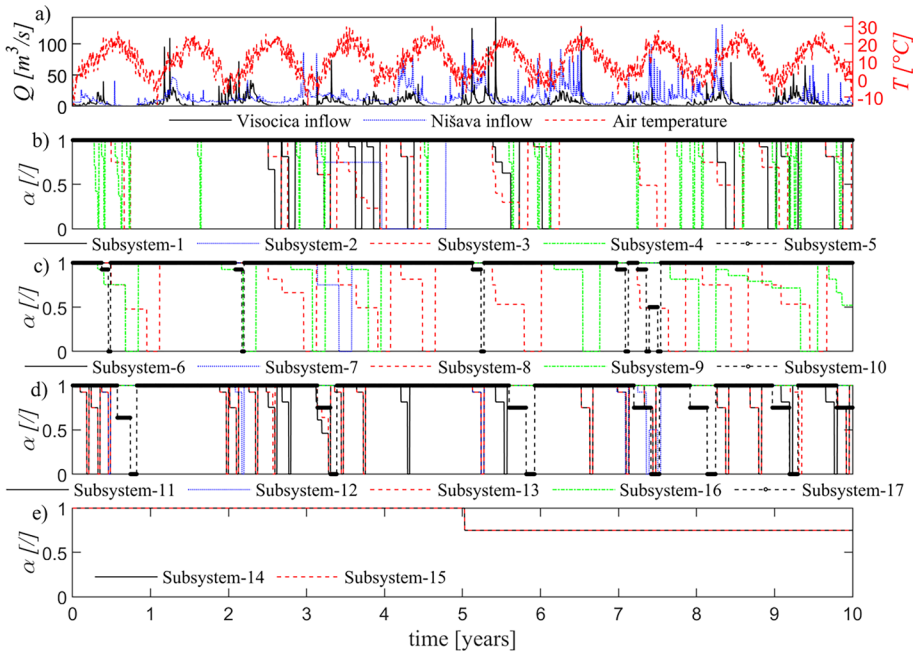 a)
Q [m³/s]
100
50
0
30
20
10
0
-10
T [°C]
Visocica inflow Nišava inflow Air temperature
b)
α [/]
1
0.5
0
Subsystem-1 Subsystem-2 Subsystem-3 Subsystem-4 Subsystem-5
c)
α [/]
1
0.5
0
Subsystem-6 Subsystem-7 Subsystem-8 Subsystem-9 Subsystem-10
d)
α [/]
1
0.5
0
Subsystem-11 Subsystem-12 Subsystem-13 Subsystem-16 Subsystem-17
e)
α [/]
1
0.5
0
Subsystem-14 Subsystem-15
0 1 2 3 4 5 6 7 8 9 10
time [years]